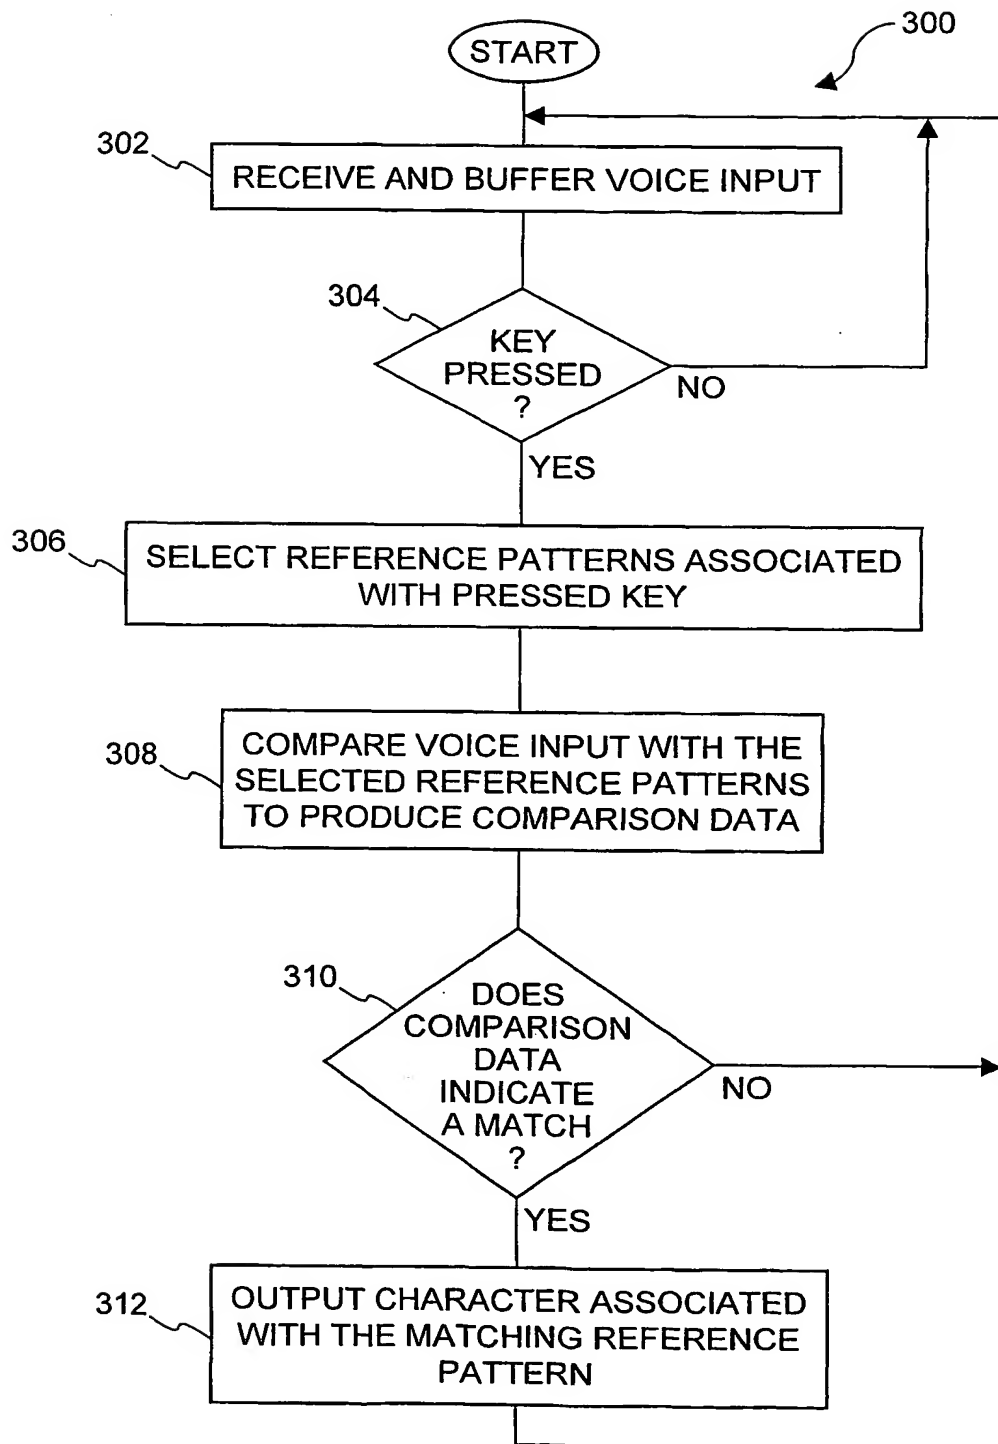 300
START
302
RECEIVE AND BUFFER VOICE INPUT
304
KEY
PRESSED
?
NO
YES
306
SELECT REFERENCE PATTERNS ASSOCIATED
WITH PRESSED KEY
308
COMPARE VOICE INPUT WITH THE
SELECTED REFERENCE PATTERNS
TO PRODUCE COMPARISON DATA
310
DOES
COMPARISON
DATA
INDICATE
A MATCH
?
NO
YES
312
OUTPUT CHARACTER ASSOCIATED
WITH THE MATCHING REFERENCE
PATTERN